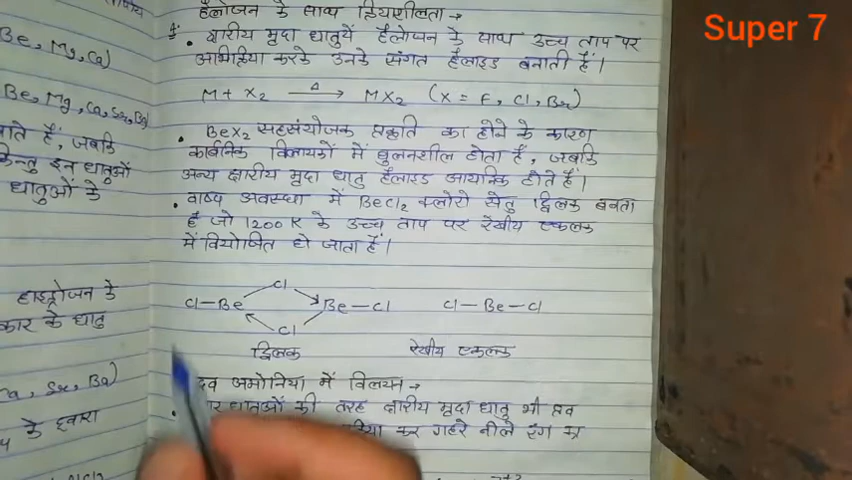 Super 7
हैलोजन के साथ क्रियाशीलता →
क्षारीय मृदा धातुयें हैलोजन के साथ उच्च ताप पर
अभिक्रिया करके उनके संगत हैलाइड बनाती हैं।
M + X₂ —Δ→ MX₂ (X = F, Cl, Br)
• BeX₂ सहसंयोजक प्रकृति का होने के कारण
कार्बनिक विलायकों में घुलनशील होता है, जबकि
अन्य क्षारीय मृदा धातु हैलाइड आयनिक होते हैं।
• वाष्प अवस्था में BeCl₂ क्लोरो सेतु द्विलक बनता
है जो 1200 K के उच्च ताप पर रेखीय एकलक
में वियोजित हो जाता है।
Cl
Cl—Be Be—Cl Cl—Be—Cl
Cl
द्विलक रेखीय एकलक
द्रव अमोनिया में विलयन →
धातुओं की तरह क्षारीय मृदा धातु भी द्रव
कर गहरे नीले रंग का
Be, Mg, Ca)
Be, Mg, Ca, Sr, Ba)
जाते हैं, जबकि
किन्तु इन धातुओं
धातुओं के
हाइड्रोजन के
कार के धातु
Ca, Sr, Ba)
के द्वारा